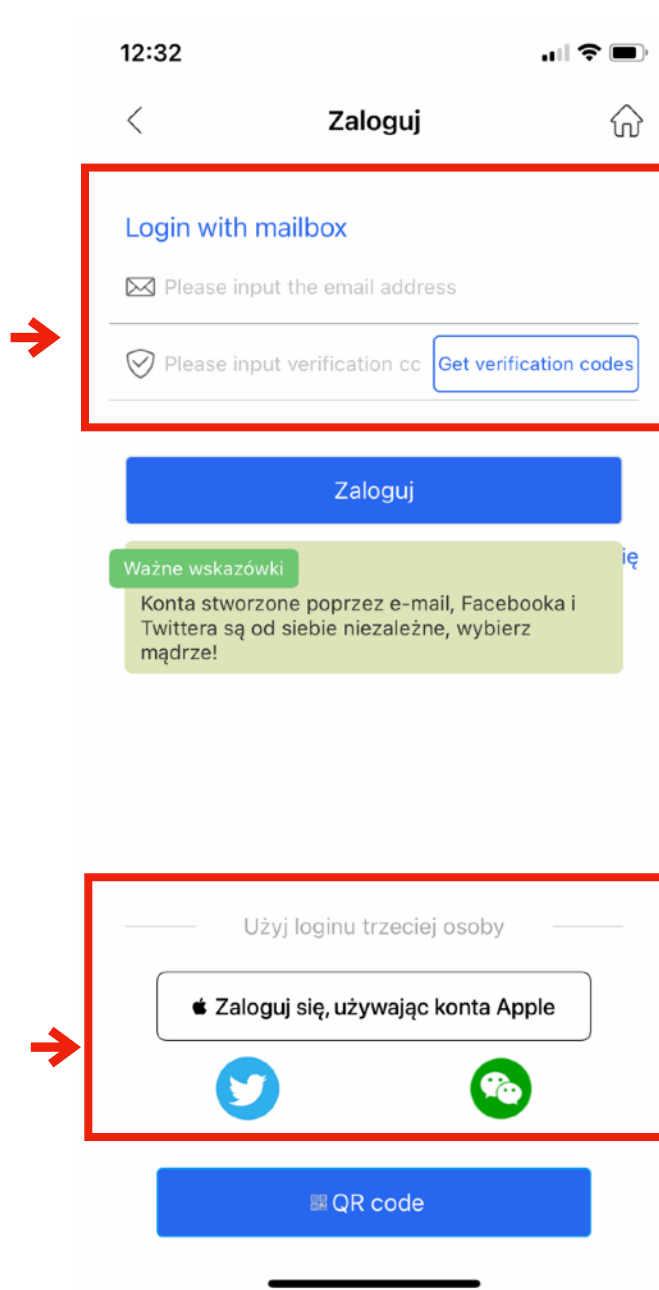 12:32
Zaloguj
Login with mailbox
Please input the email address
Please input verification cc
Get verification codes
Zaloguj
ię
Ważne wskazówki
Konta stworzone poprzez e-mail, Facebooka i
Twittera są od siebie niezależne, wybierz
mądrze!
Użyj loginu trzeciej osoby
Zaloguj się, używając konta Apple
QR code